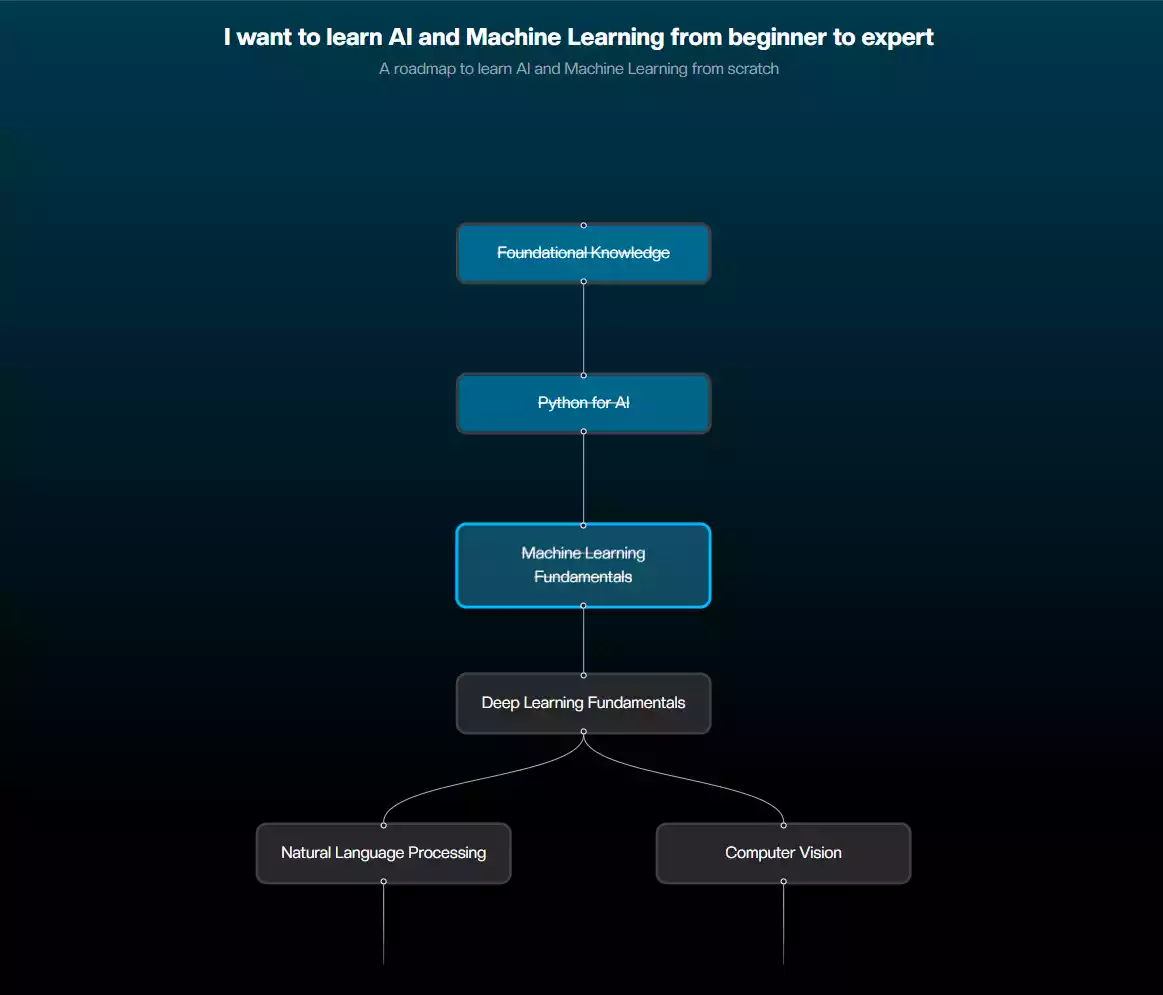 I want to learn AI and Machine Learning from beginner to expert
A roadmap to learn AI and Machine Learning from scratch
Foundational Knowledge
Python for AI
Machine Learning
Fundamentals
Deep Learning Fundamentals
Natural Language Processing
Computer Vision